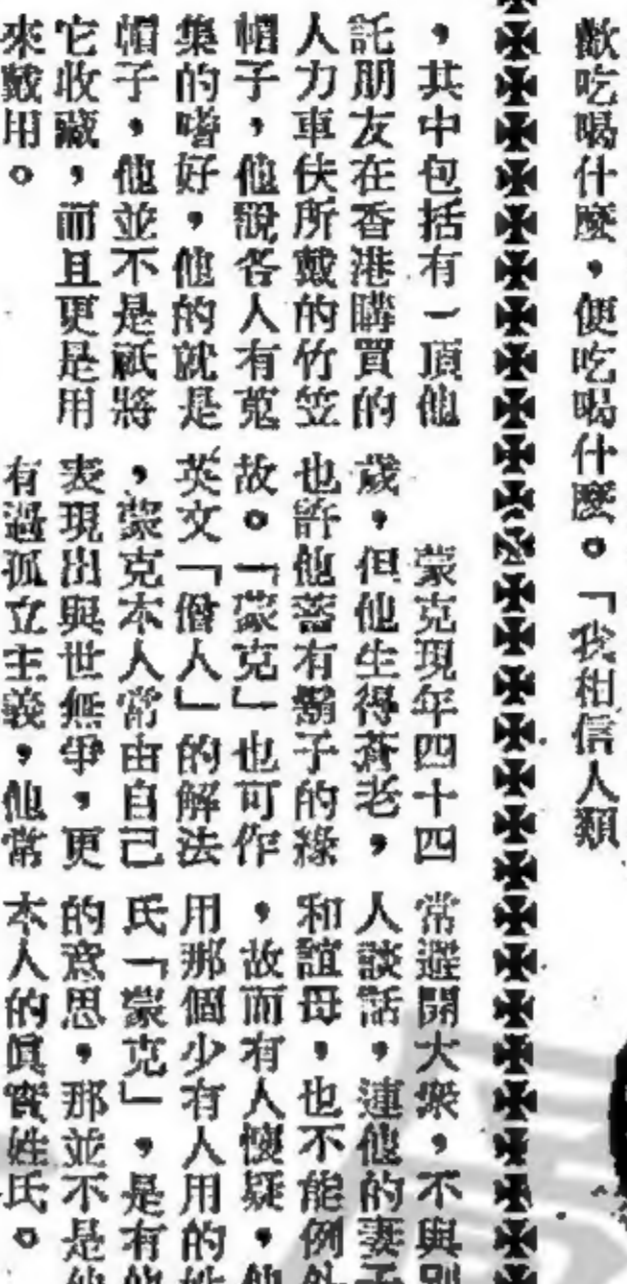 歡吃喝什麼，便吃喝什麼。「我相信人類
，其中包括有一頂他
託朋友在香港購買的
人力車伕所戴的竹笠
帽子，他說各人有蒐
集的嗜好，他的就是
帽子，他並不是祇將
它收藏，而且更是用
來戴用。
蒙克現年四十四
歲，但他生得蒼老，
也許他蓄有鬍子的緣
故。「蒙克」也可作
英文「僧人」的解法
，蒙克本人常由自己
表現出與世無爭，更
有過孤立主義，他常
常避開大衆，不與別
人談話，連他的妻子
和誼母，也不能例外
，故而有人懷疑，他
用那個少有人用的姓
氏「蒙克」，是有他
的意思，那並不是他
本人的眞實姓氏。